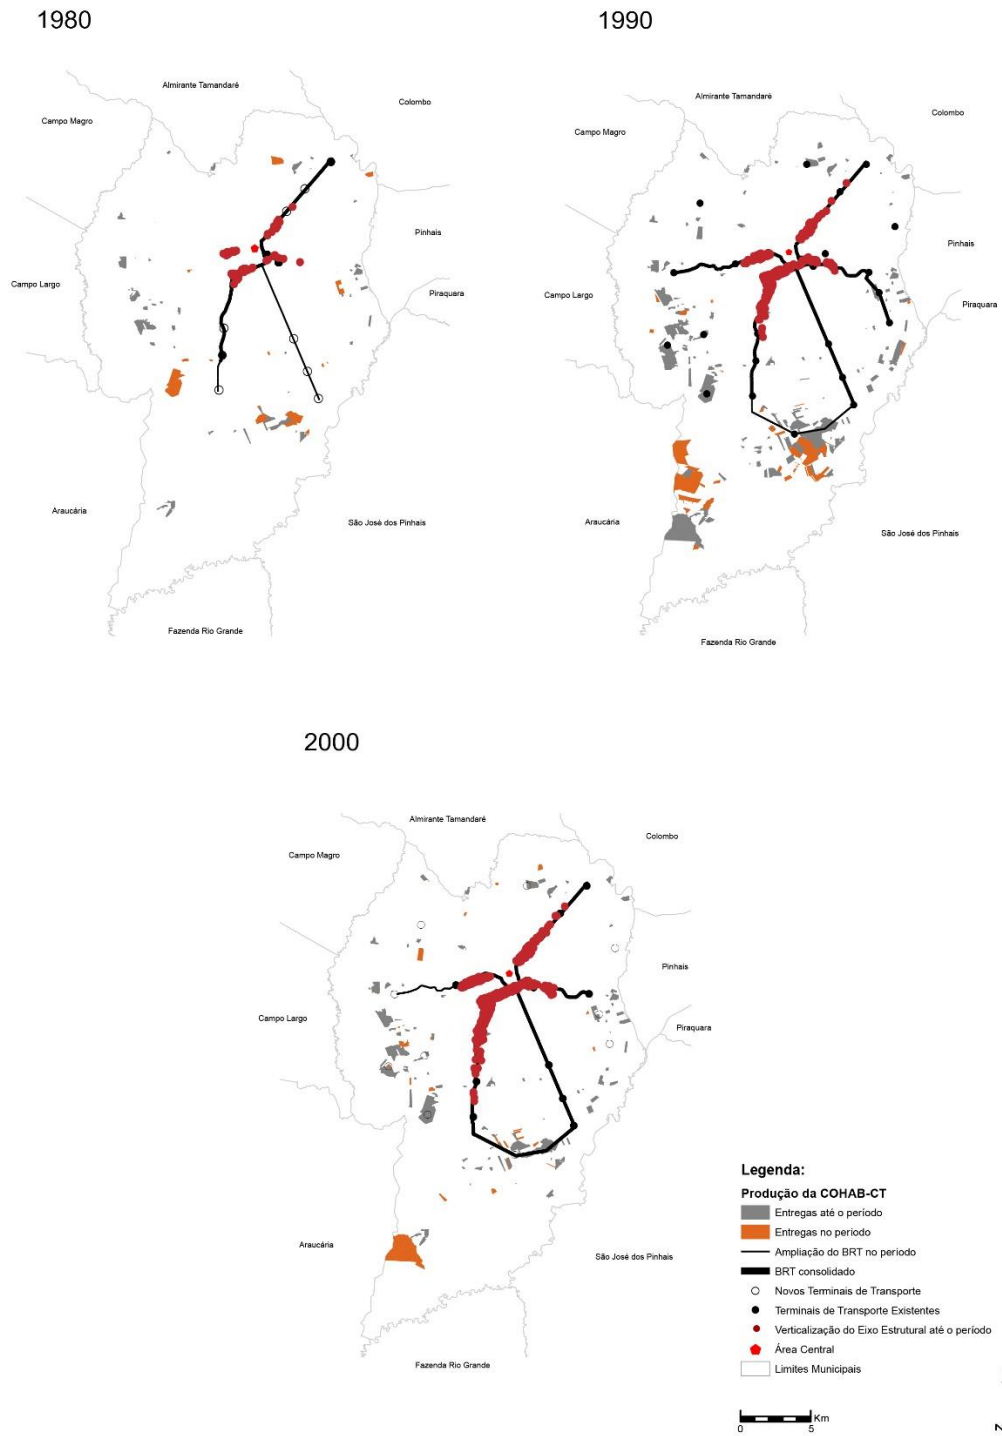 1980
1990
Almirante Tamandaré
Colombo
Campo Magro
Pinhais
Campo Largo
Piraquara
Araucária
São José dos Pinhais
Fazenda Rio Grande
Almirante Tamandaré
Colombo
Campo Magro
Pinhais
Campo Largo
Piraquara
Araucária
São José dos Pinhais
Fazenda Rio Grande
2000
Almirante Tamandaré
Colombo
Campo Magro
Pinhais
Campo Largo
Piraquara
Araucária
São José dos Pinhais
Fazenda Rio Grande
Legenda:
Produção da COHAB-CT
Entregas até o período
Entregas no periodo
Ampliação do BRT no período
BRT consolidado
Novos Terminais de Transporte
Terminais de Transporte Existentes
Verticalização do Eixo Estrutural até o período
Área Central
Limites Municipais
Km
0 5
z